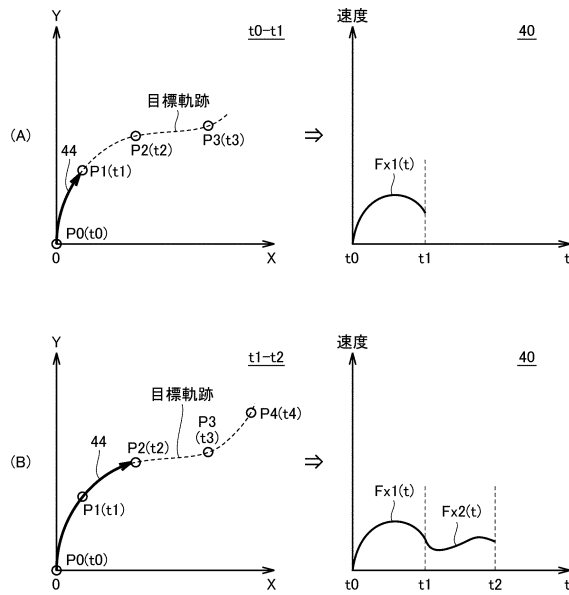 Y
t0-t1
速度
40
目標軌跡
(A)
P3(t3)
P2(t2)
44
P1(t1)
⇒
Fx1(t)
P0(t0)
0
X
t0
t1
t
Y
t1-t2
速度
40
目標軌跡
P4(t4)
P3
(t3)
P2(t2)
44
(B)
P1(t1)
⇒
Fx1(t)
Fx2(t)
P0(t0)
0
X
t0
t1
t2
t